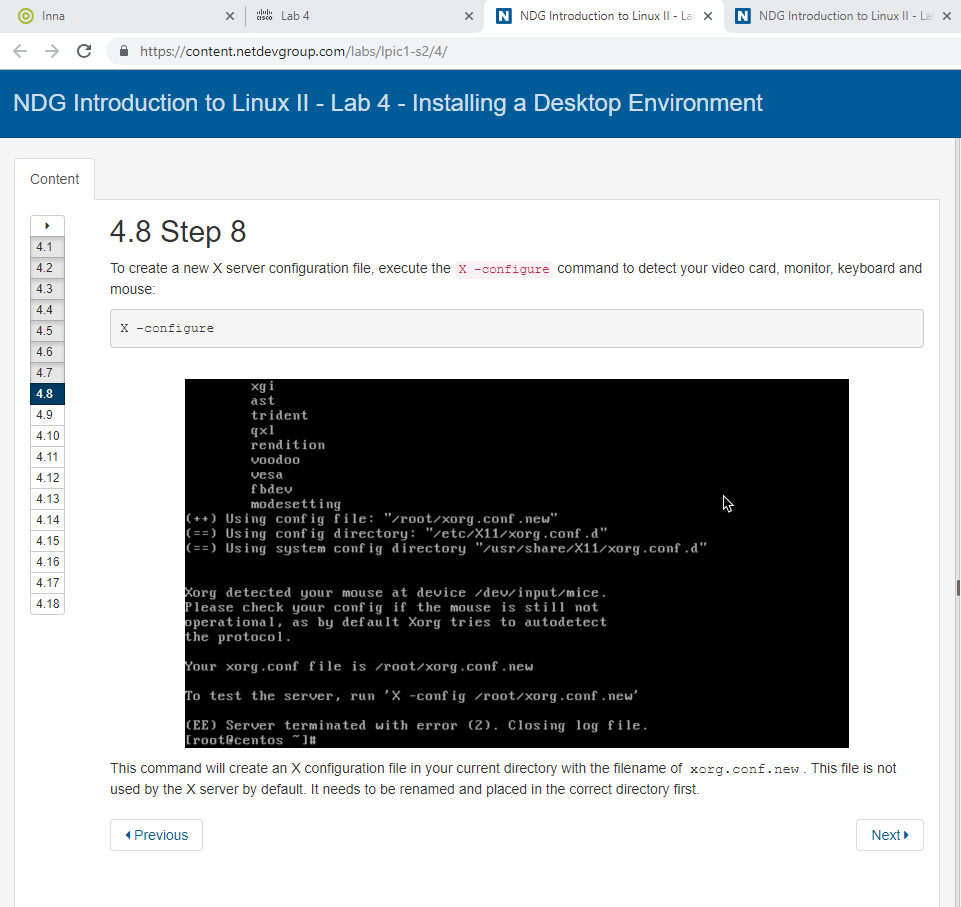 Inna
cisco
Lab 4
N
NDG Introduction to Linux II - La
N
NDG Introduction to Linux II - La
https://content.netdevgroup.com/labs/lpic1-s2/4/
NDG Introduction to Linux II - Lab 4 - Installing a Desktop Environment
Content
4.1
4.2
4.3
4.4
4.5
4.6
4.7
4.8
4.9
4.10
4.11
4.12
4.13
4.14
4.15
4.16
4.17
4.18
4.8 Step 8
To create a new X server configuration file, execute the X -configure command to detect your video card, monitor, keyboard and
mouse:
X -configure
xgi
ast
trident
qxl
rendition
voodoo
vesa
fbdev
modesetting
(++) Using config file: "/root/xorg.conf.new"
(==) Using config directory: "/etc/X11/xorg.conf.d"
(==) Using system config directory "/usr/share/X11/xorg.conf.d"
Xorg detected your mouse at device /dev/input/mice.
Please check your config if the mouse is still not
operational, as by default Xorg tries to autodetect
the protocol.
Your xorg.conf file is /root/xorg.conf.new
To test the server, run 'X -config /root/xorg.conf.new'
(EE) Server terminated with error (2). Closing log file.
[root@centos ~]#
This command will create an X configuration file in your current directory with the filename of xorg.conf.new. This file is not
used by the X server by default. It needs to be renamed and placed in the correct directory first.
Previous
Next